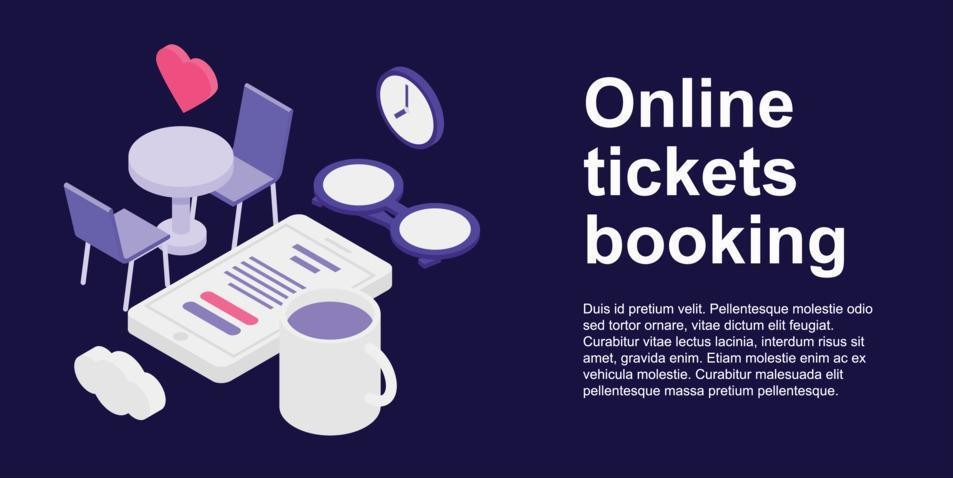 Online
tickets
booking
Duis id pretium velit. Pellentesque molestie odio
sed tortor ornare, vitae dictum elit feugiat.
Curabitur vitae lectus lacinia, interdum risus sit
amet, gravida enim. Etiam molestie enim ac ex
vehicula molestie. Curabitur malesuada elit
pellentesque massa pretium pellentesque.